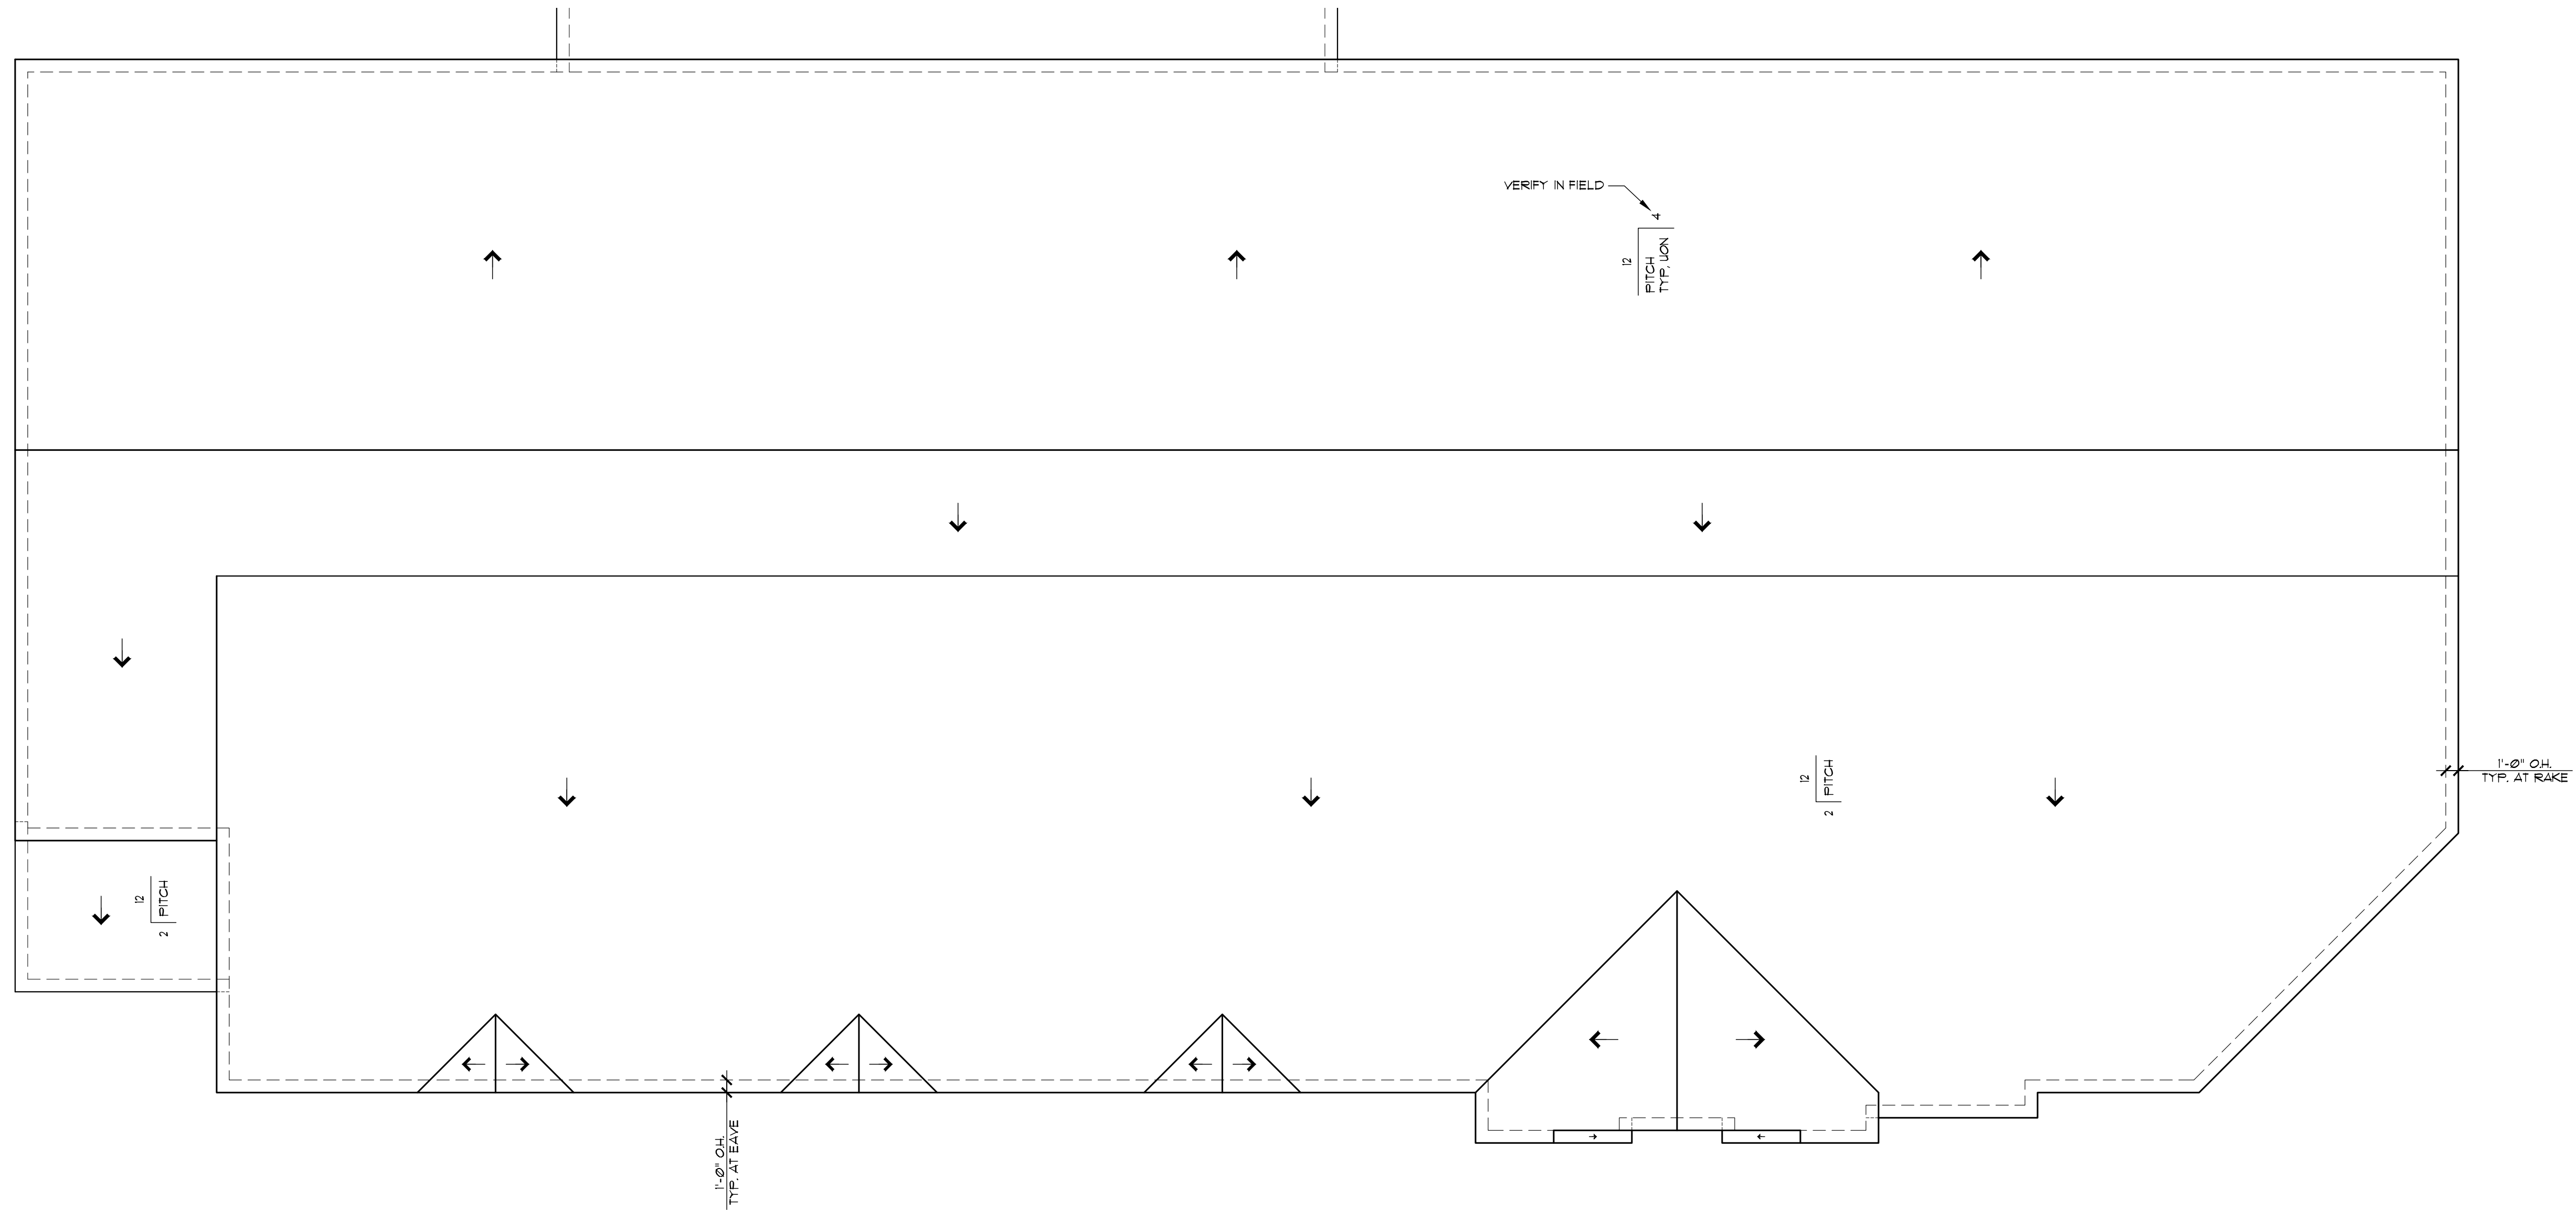 VERIFY IN FIELD
4
12
PITCH
TYP, UON
12
PITCH
2
1'-0" O.H.
TYP. AT RAKE
12
PITCH
2
1'-0" O.H.
TYP. AT EAVE